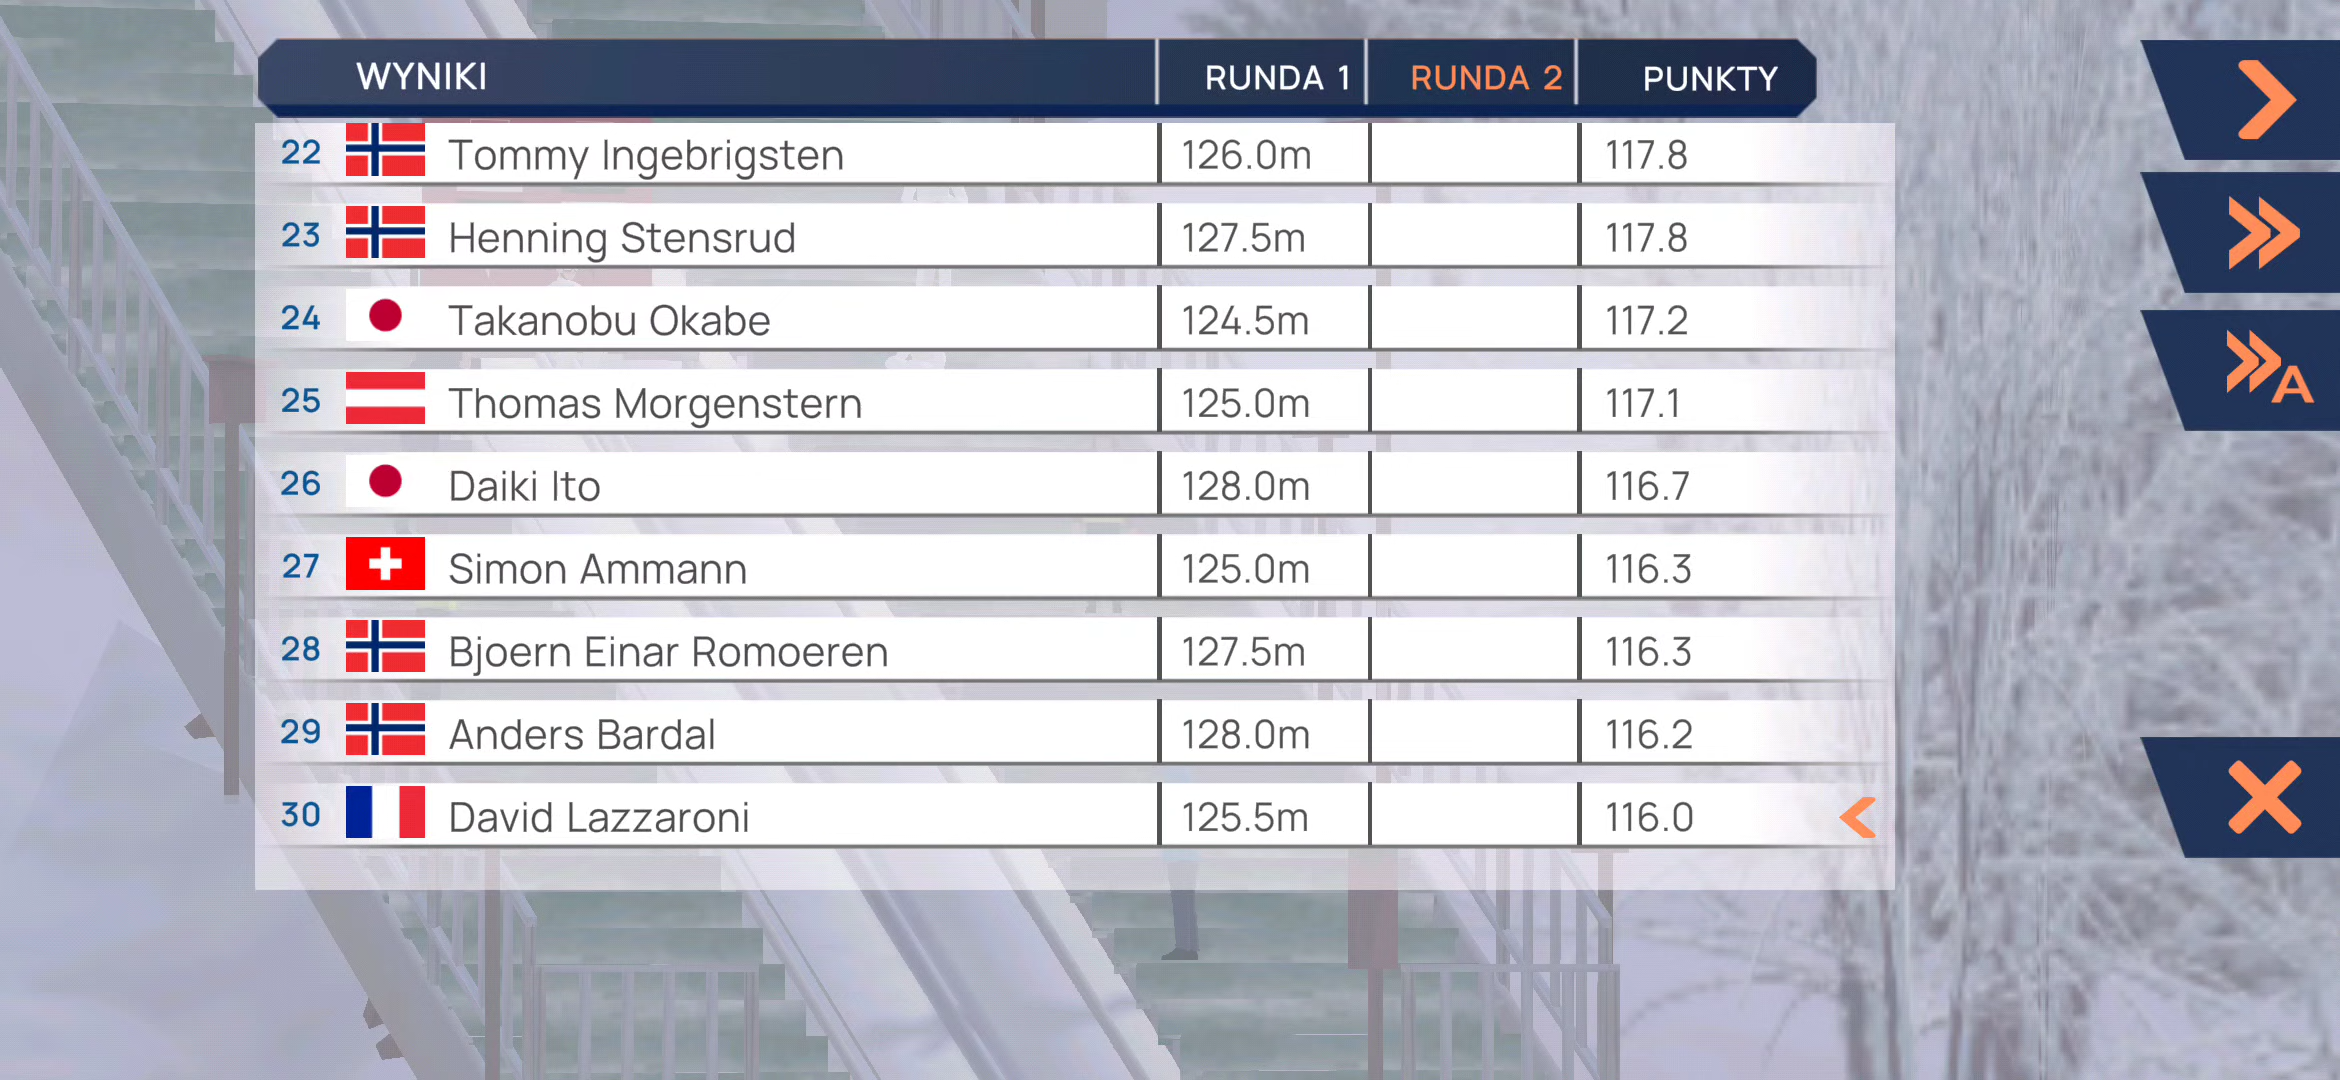 WYNIKI RUNDA 1 RUNDA 2 PUNKTY
22 Tommy Ingebrigsten 126.0m 117.8
23 Henning Stensrud 127.5m 117.8
24 Takanobu Okabe 124.5m 117.2
25 Thomas Morgenstern 125.0m 117.1
26 Daiki Ito 128.0m 116.7
27 Simon Ammann 125.0m 116.3
28 Bjoern Einar Romoeren 127.5m 116.3
29 Anders Bardal 128.0m 116.2
30 David Lazzaroni 125.5m 116.0
A